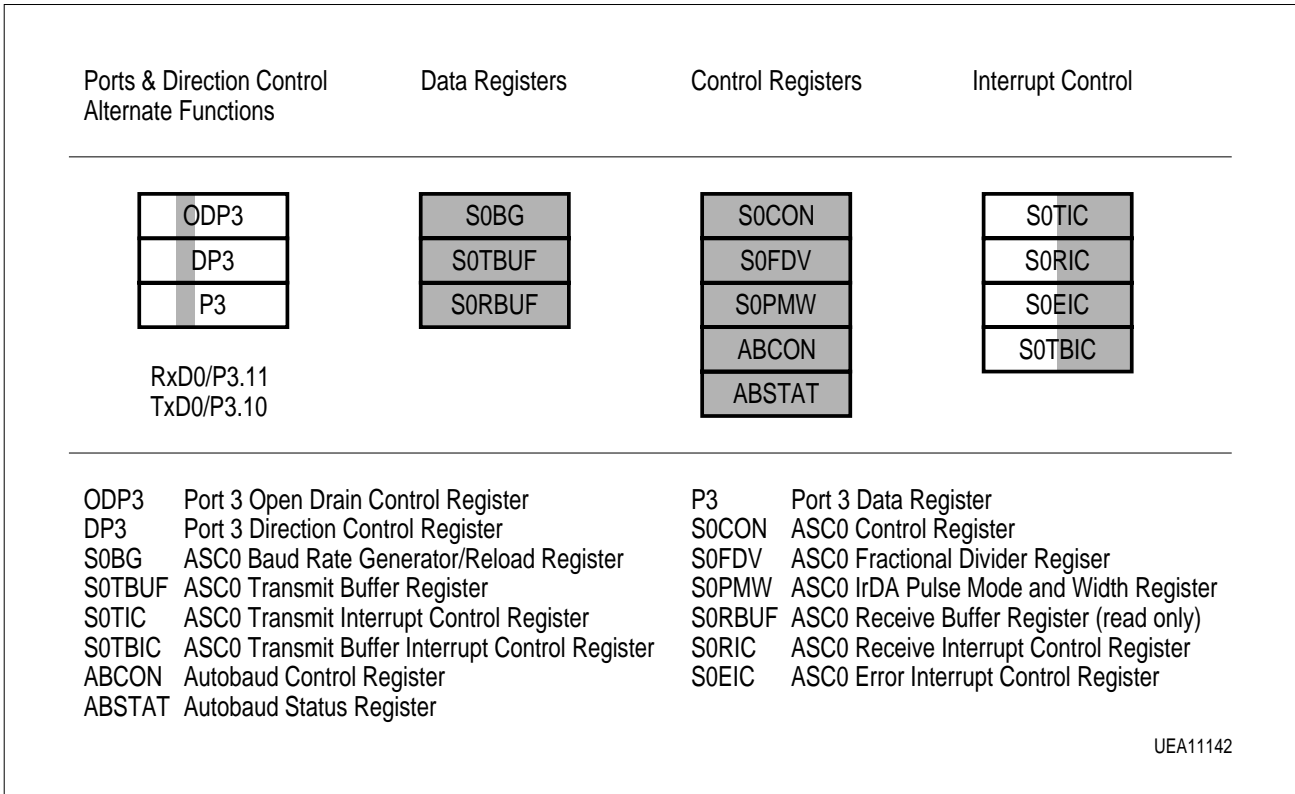 Ports & Direction Control
Alternate Functions
Data Registers
Control Registers
Interrupt Control
ODP3
DP3
P3
RxD0/P3.11
TxD0/P3.10
S0BG
S0TBUF
S0RBUF
S0CON
S0FDV
S0PMW
ABCON
ABSTAT
S0TIC
S0RIC
S0EIC
S0TBIC
ODP3 Port 3 Open Drain Control Register
DP3 Port 3 Direction Control Register
S0BG ASC0 Baud Rate Generator/Reload Register
S0TBUF ASC0 Transmit Buffer Register
S0TIC ASC0 Transmit Interrupt Control Register
S0TBIC ASC0 Transmit Buffer Interrupt Control Register
ABCON Autobaud Control Register
ABSTAT Autobaud Status Register
P3 Port 3 Data Register
S0CON ASC0 Control Register
S0FDV ASC0 Fractional Divider Regiser
S0PMW ASC0 IrDA Pulse Mode and Width Register
S0RBUF ASC0 Receive Buffer Register (read only)
S0RIC ASC0 Receive Interrupt Control Register
S0EIC ASC0 Error Interrupt Control Register
UEA11142